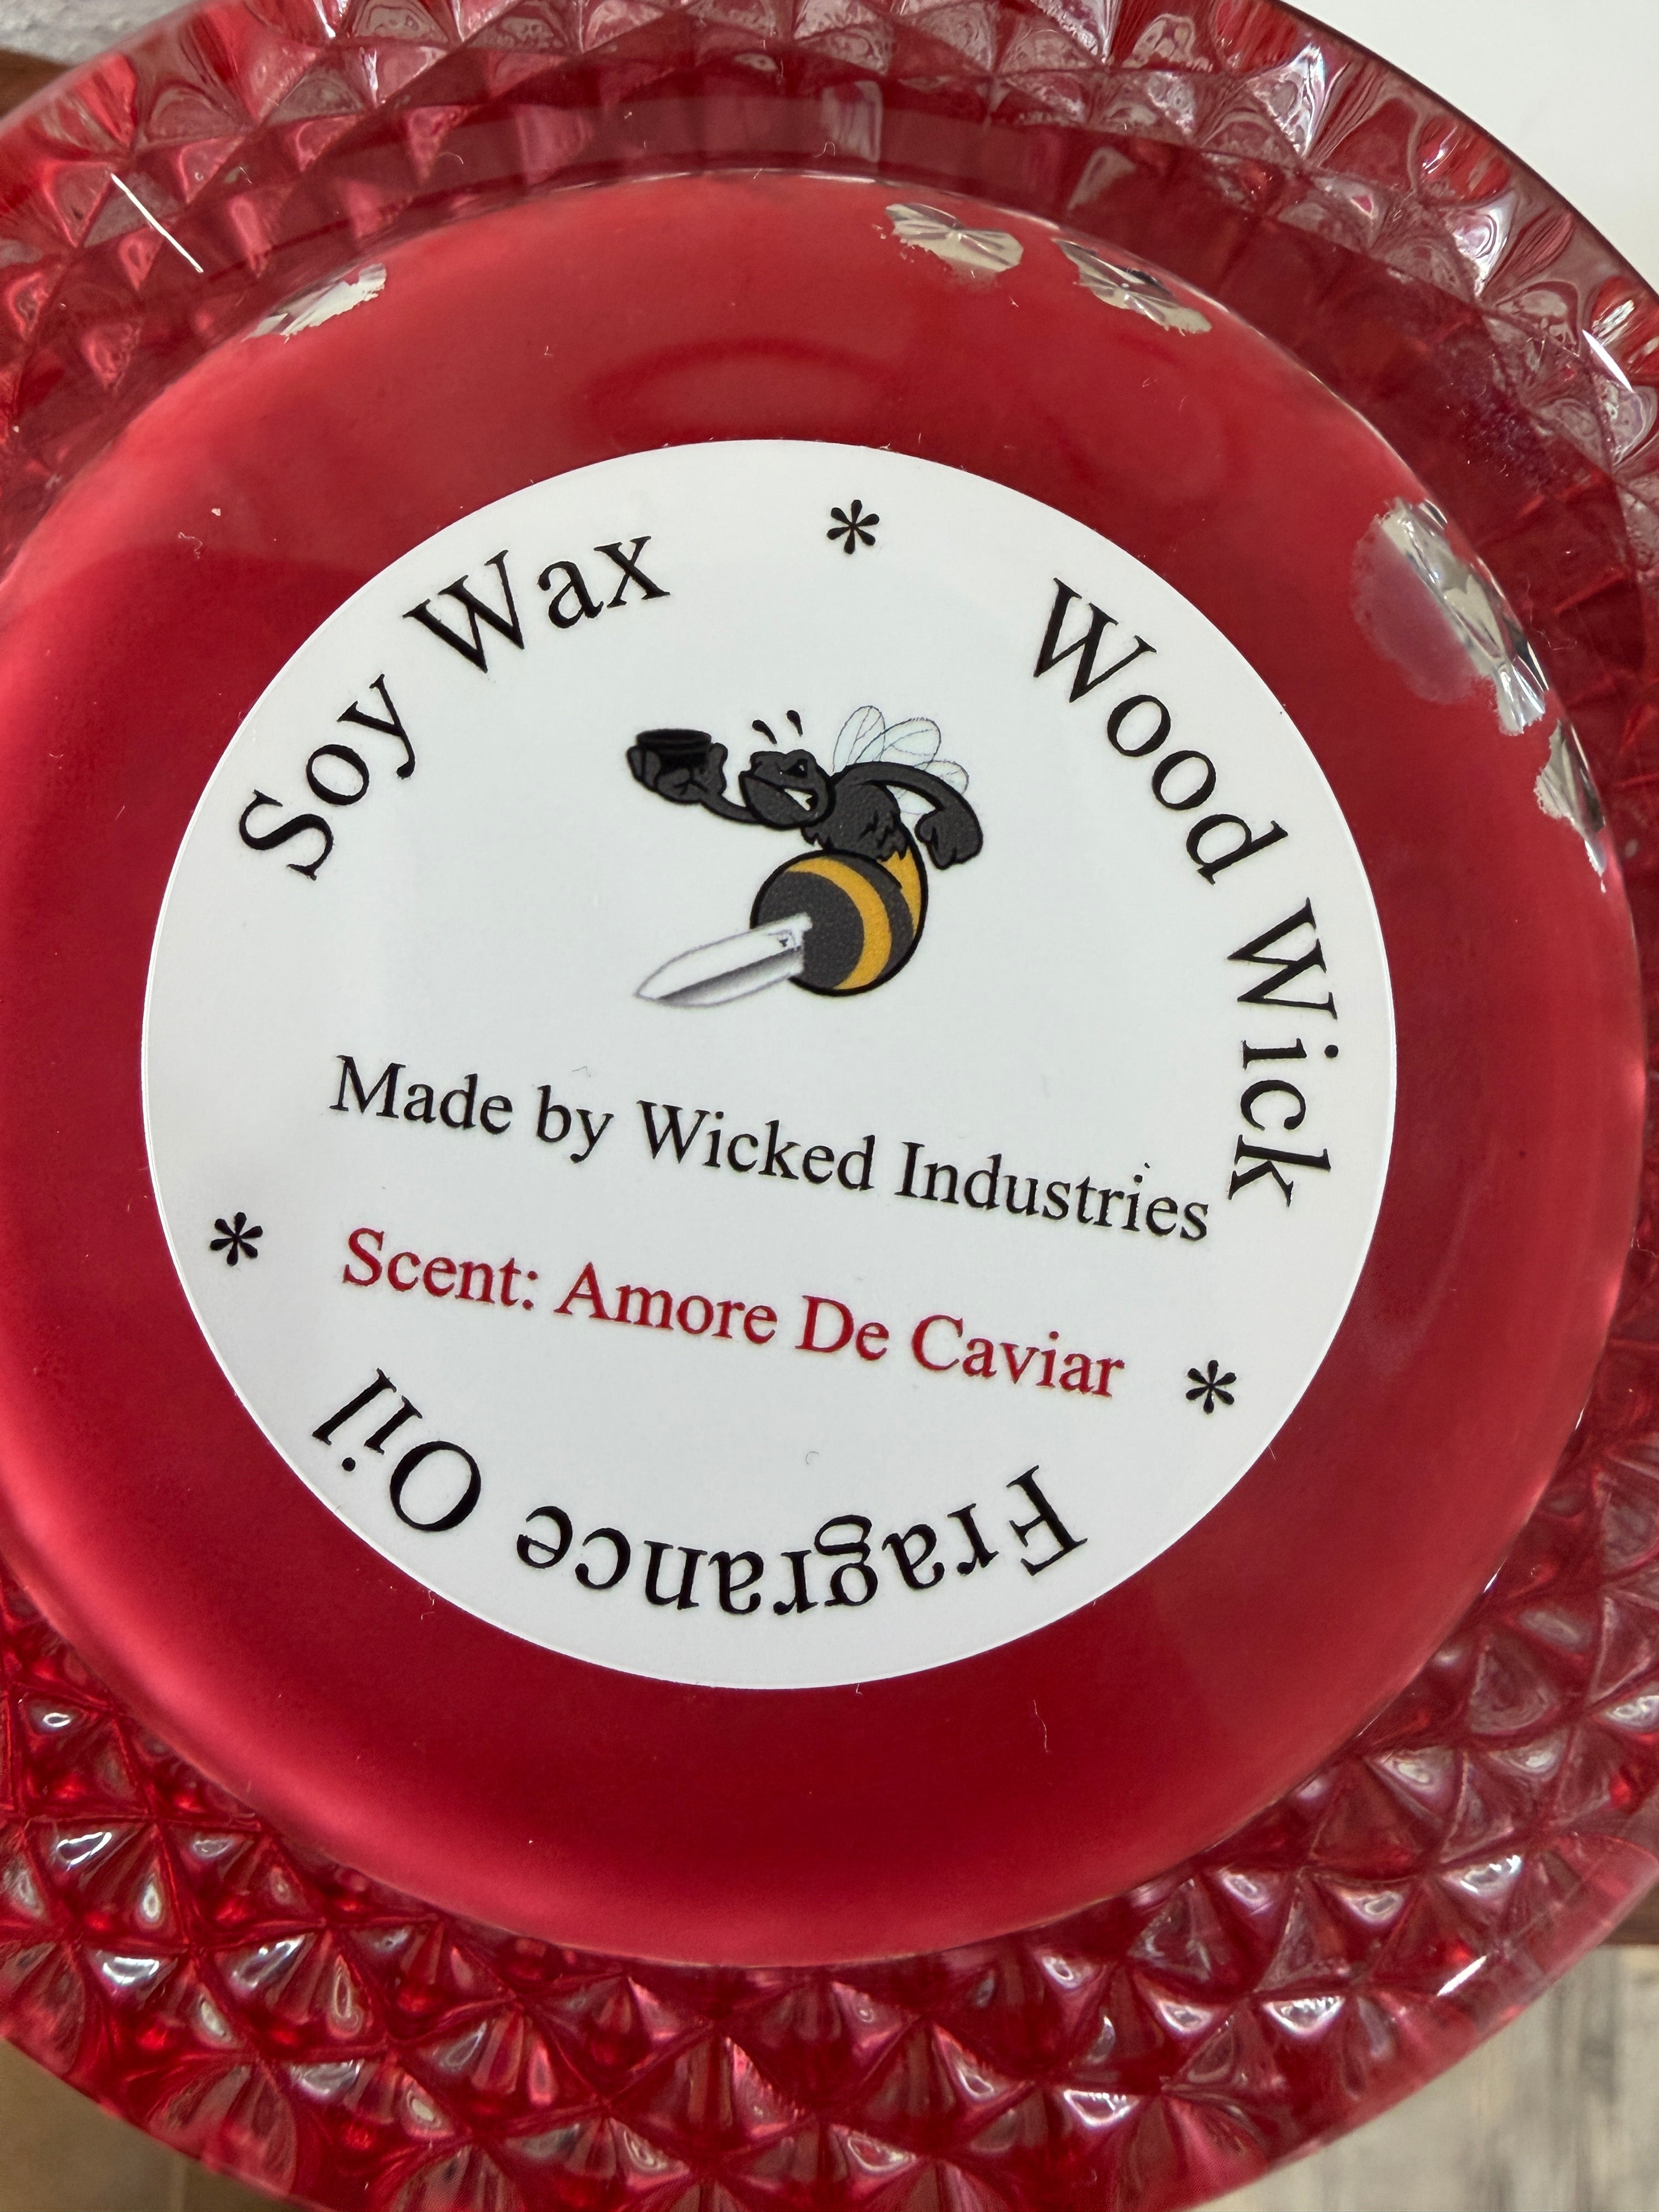 Soy Wax * Wood Wick * Fragrance Oil *
Made by Wicked Industries
Scent: Amore De Caviar